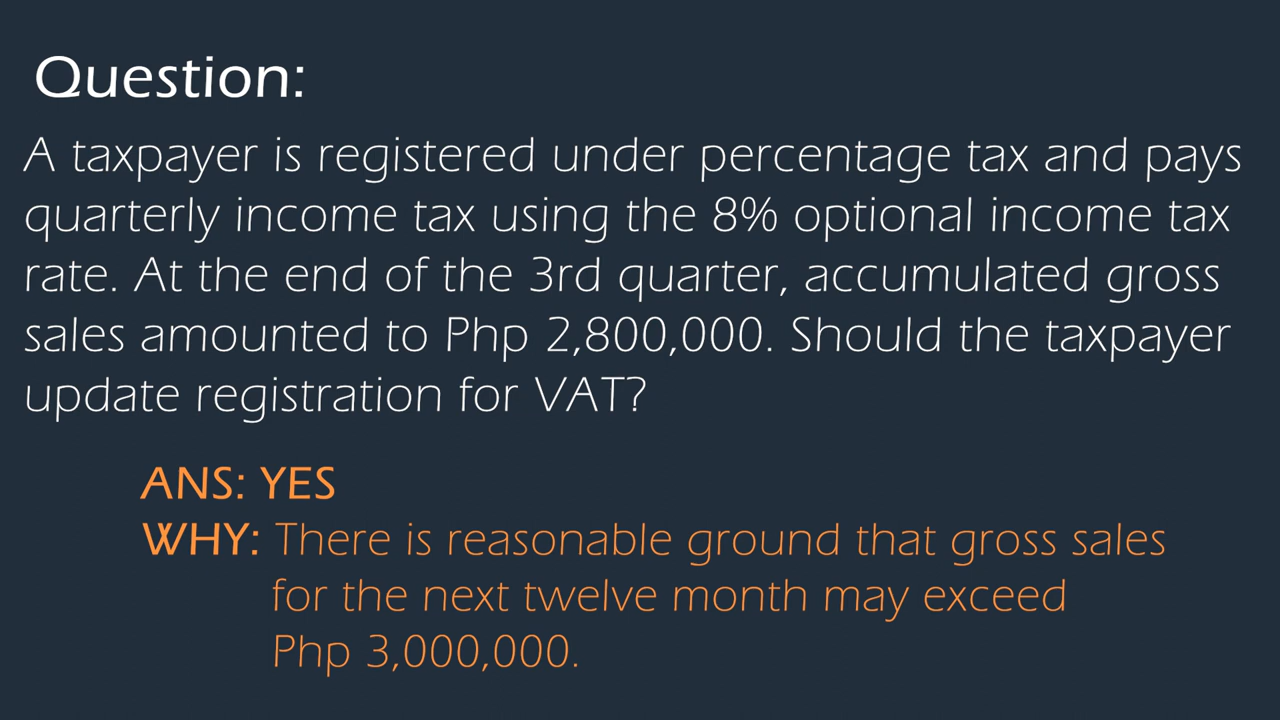 Question:
A taxpayer is registered under percentage tax and pays
quarterly income tax using the 8% optional income tax
rate. At the end of the 3rd quarter, accumulated gross
sales amounted to Php 2,800,000. Should the taxpayer
update registration for VAT?
ANS: YES
WHY: There is reasonable ground that gross sales
for the next twelve month may exceed
Php 3,000,000.